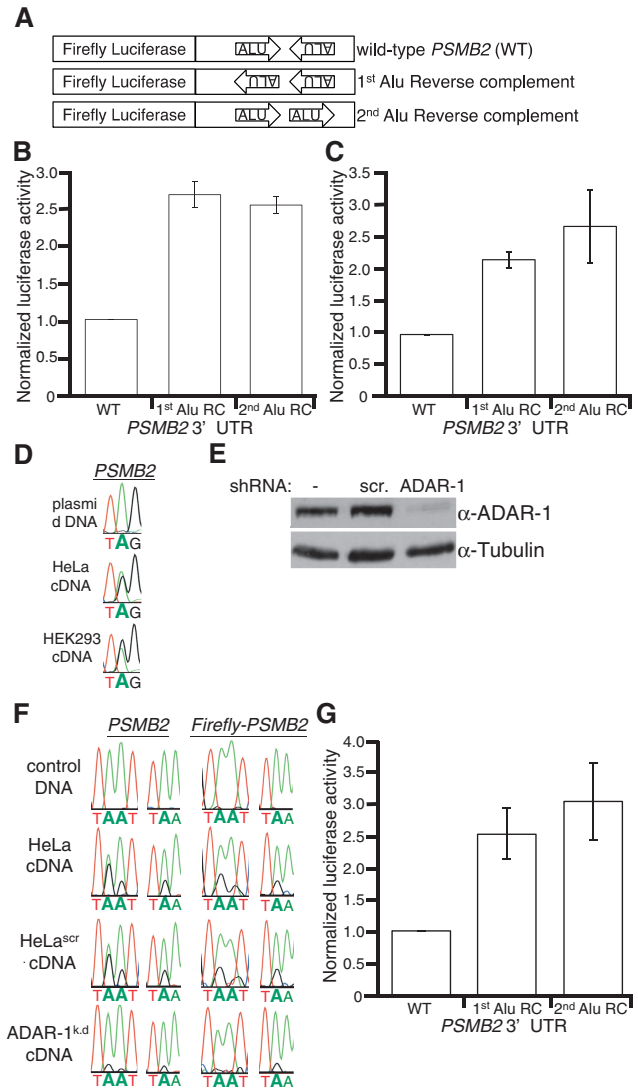 A
Firefly Luciferase ALU ALU wild-type PSMB2 (WT)
Firefly Luciferase ALU ALU 1st Alu Reverse complement
Firefly Luciferase ALU ALU 2nd Alu Reverse complement
B
Normalized luciferase activity
3.0
2.5
2.0
1.5
1.0
0.5
0
WT 1st Alu RC 2nd Alu RC
PSMB2 3' UTR
C
Normalized luciferase activity
3.5
3.0
2.5
2.0
1.5
1.0
0.5
0
WT 1st Alu RC 2nd Alu RC
PSMB2 3' UTR
D
PSMB2
plasmi
d DNA
TAG
HeLa
cDNA
TAG
HEK293
cDNA
TAG
E
shRNA: - scr. ADAR-1
α-ADAR-1
α-Tubulin
F
PSMB2 Firefly-PSMB2
control
DNA
TAAT TAA TAAT TAA
HeLa
cDNA
TAAT TAA TAAT TAA
HeLascr
cDNA
TAAT TAA TAAT TAA
ADAR-1k.d
cDNA
TAAT TAA TAAT TAA
G
Normalized luciferase activity
4.0
3.5
3.0
2.5
2.0
1.5
1.0
0.5
0
WT 1st Alu RC 2nd Alu RC
PSMB2 3' UTR